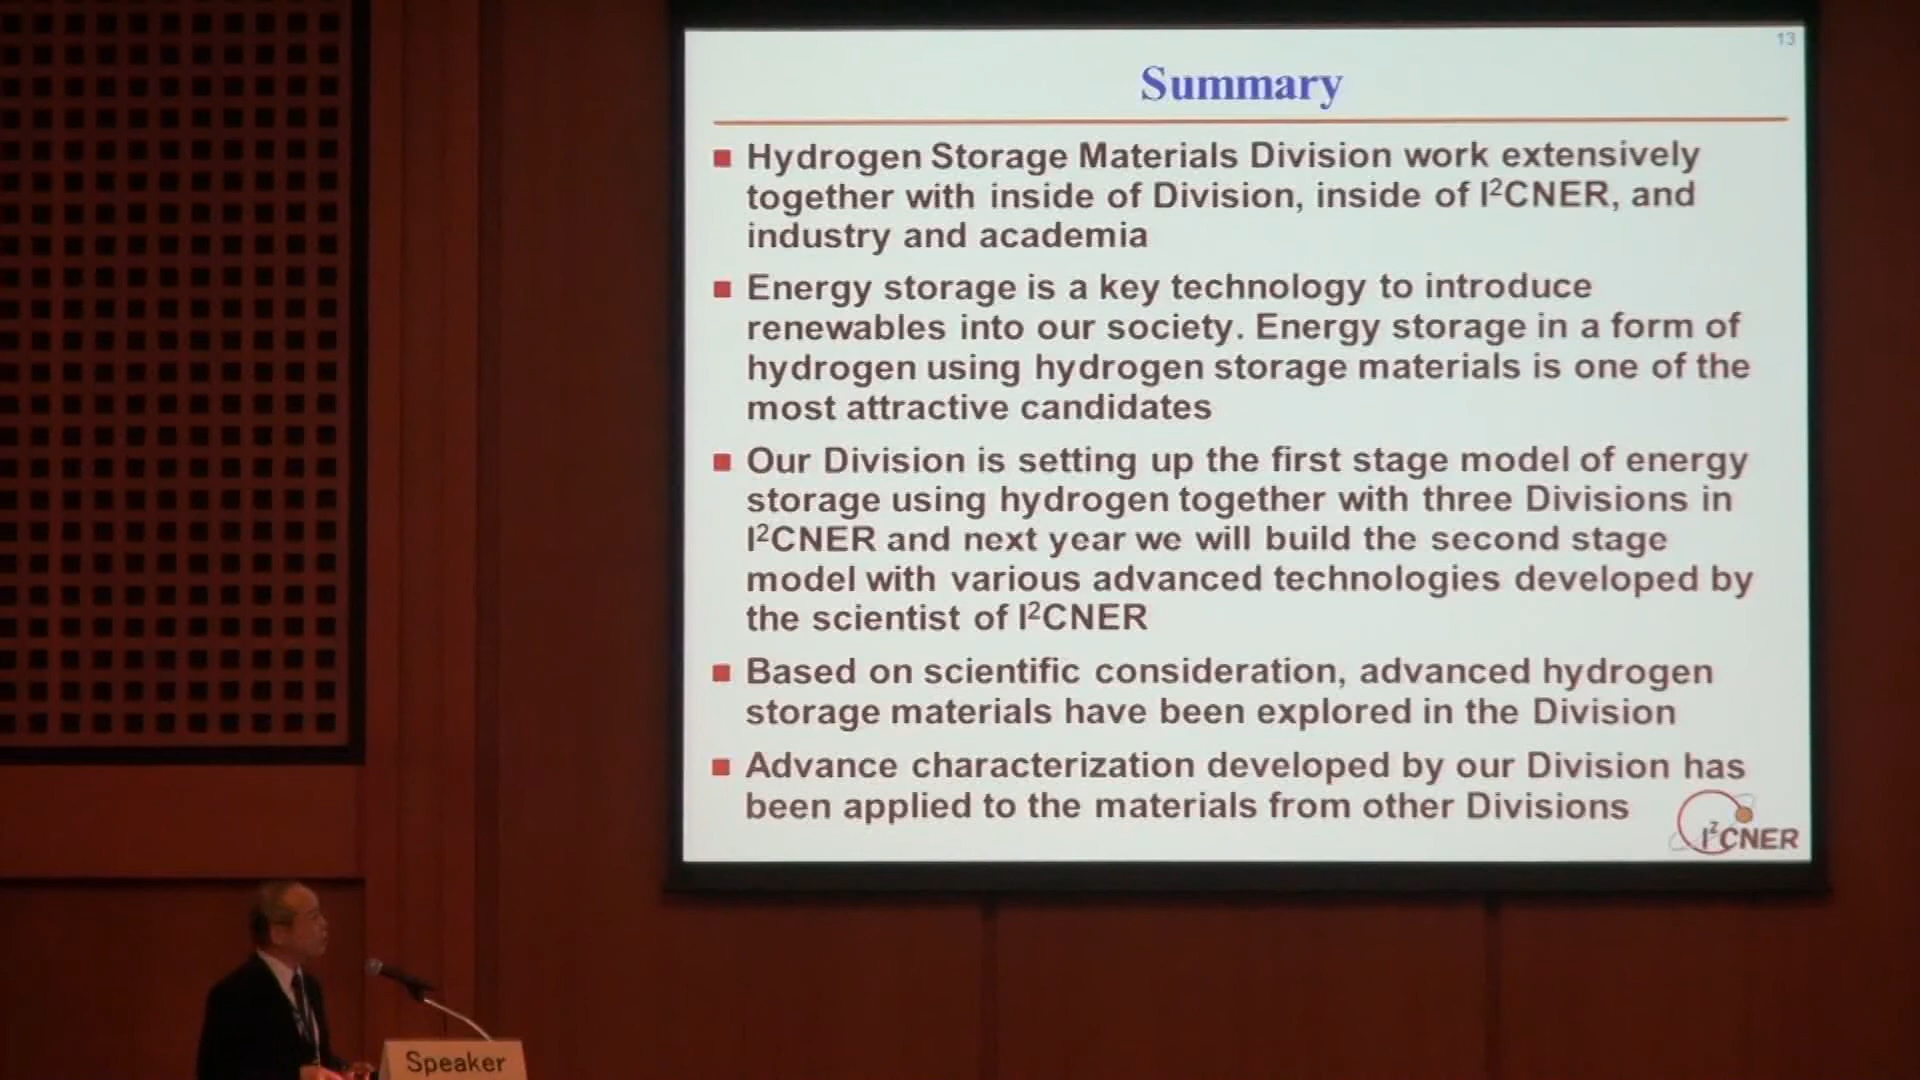 13
Summary
Hydrogen Storage Materials Division work extensively
together with inside of Division, inside of I²CNER, and
industry and academia
Energy storage is a key technology to introduce
renewables into our society. Energy storage in a form of
hydrogen using hydrogen storage materials is one of the
most attractive candidates
Our Division is setting up the first stage model of energy
storage using hydrogen together with three Divisions in
I²CNER and next year we will build the second stage
model with various advanced technologies developed by
the scientist of I²CNER
Based on scientific consideration, advanced hydrogen
storage materials have been explored in the Division
Advance characterization developed by our Division has
been applied to the materials from other Divisions
I²CNER
Speaker